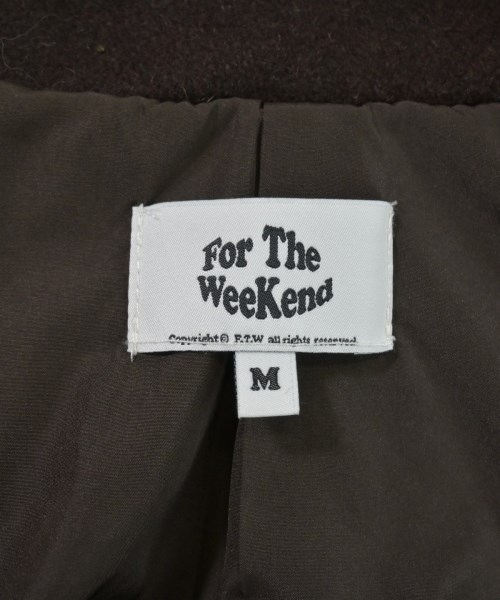 For The
WeeKend
Copyright© F.T.W all rights reserved.
M